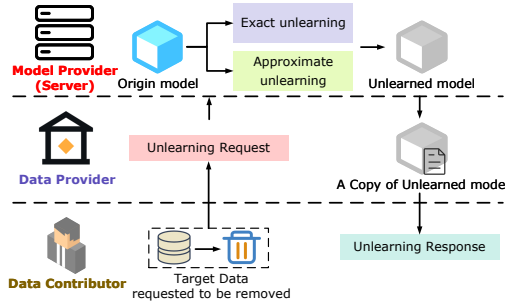 Exact unlearning
Approximate
unlearning
Model Provider
(Server)
Origin model
Unlearned model
Unlearning Request
Data Provider
A Copy of Unlearned mode
Unlearning Response
Data Contributor
Target Data
requested to be removed